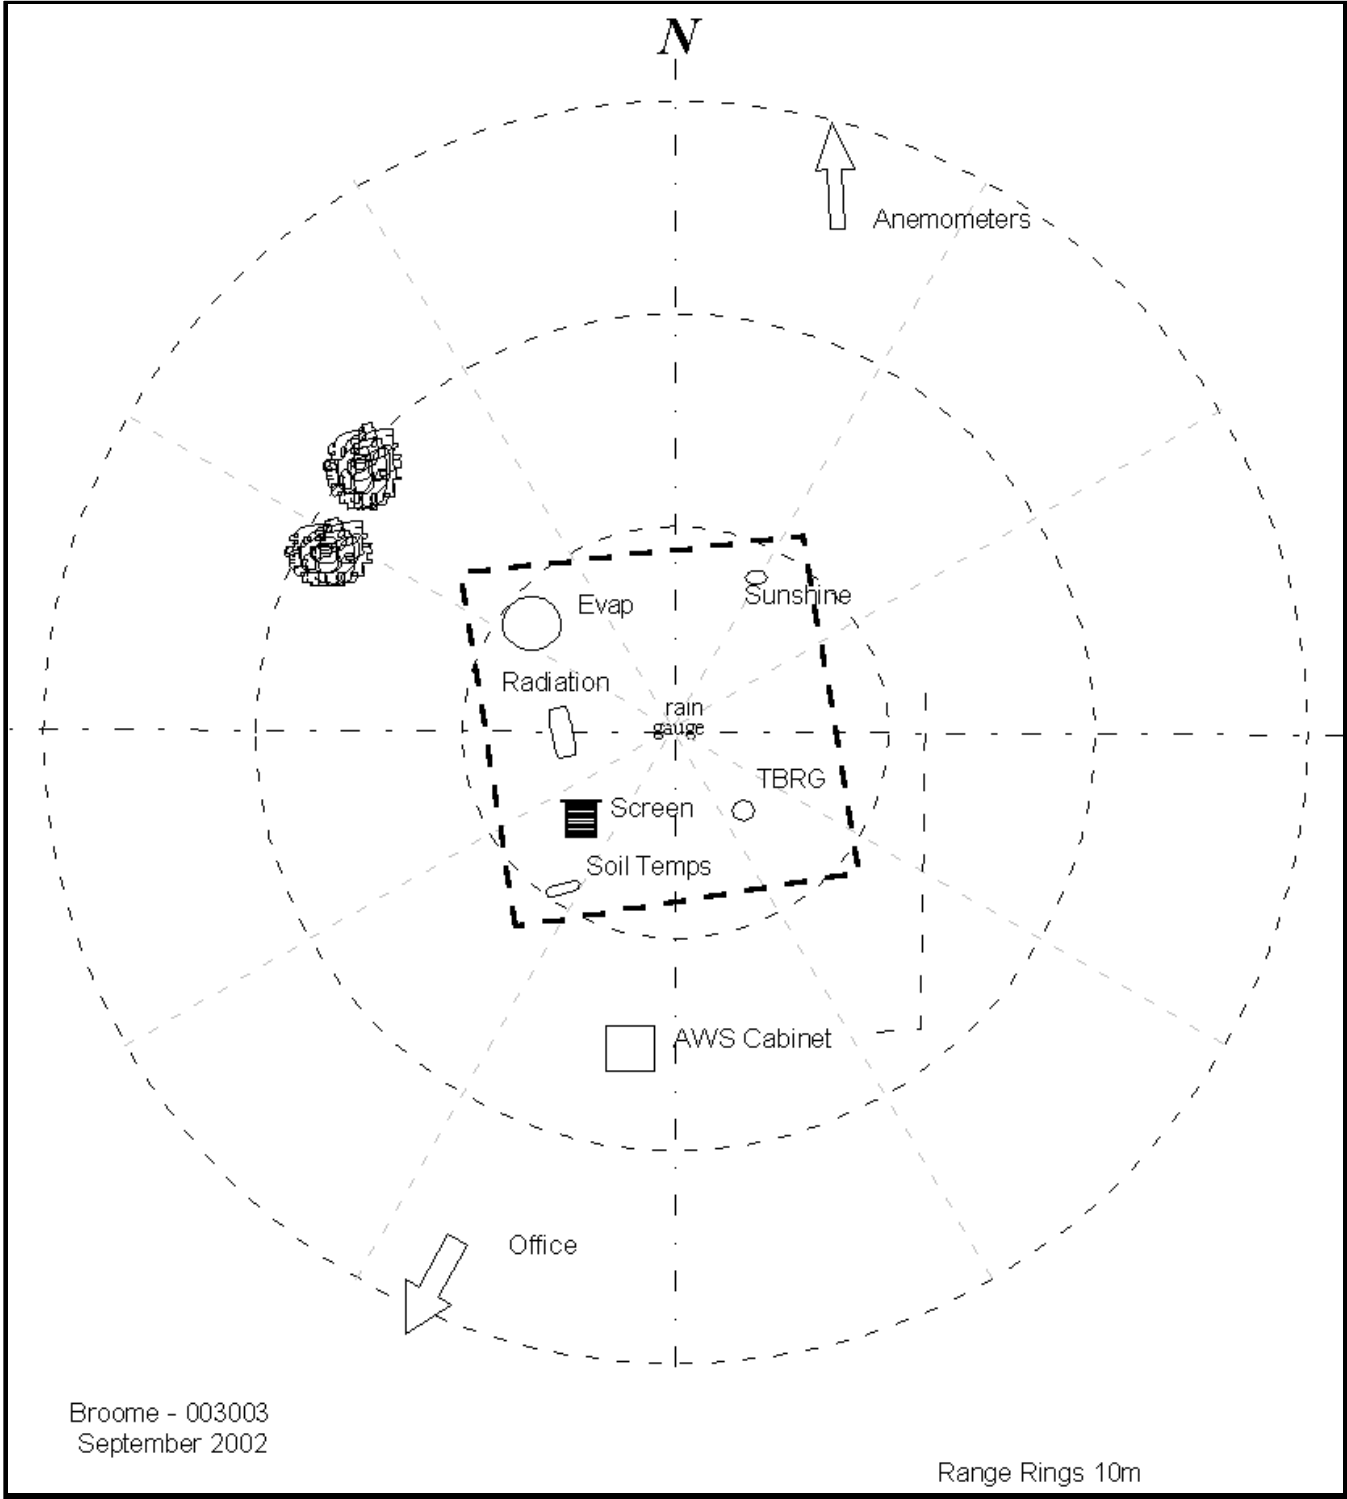 N
Anemometers
Evap
Sunshine
Radiation
rain
gauge
TBRG
Screen
Soil Temps
AWS Cabinet
Office
Broome - 003003
September 2002
Range Rings 10m